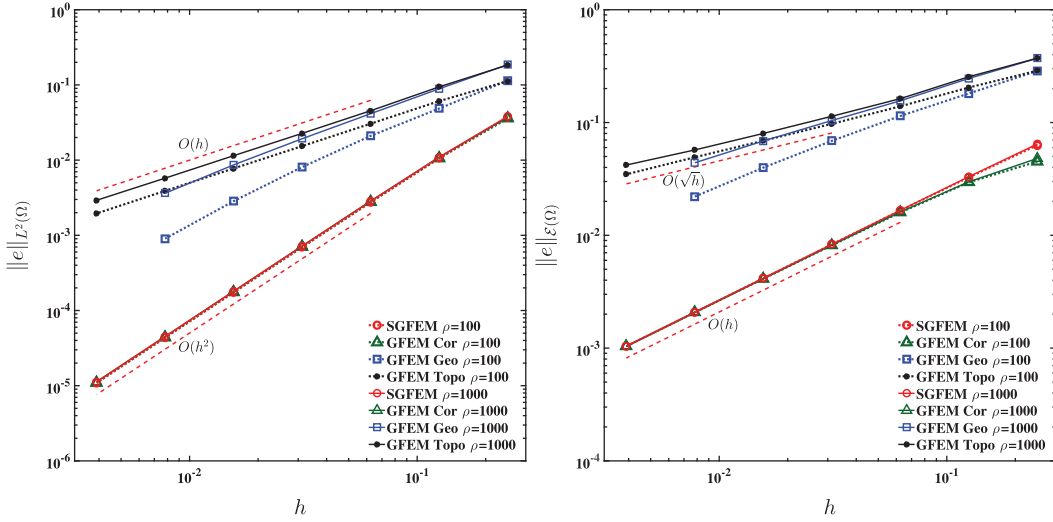 10^0
10^-1
10^-2
10^-3
10^-4
10^-5
10^-6
||e||_{L^2(Ω)}
O(h)
O(h^2)
SGFEM ρ=100
GFEM Cor ρ=100
GFEM Geo ρ=100
GFEM Topo ρ=100
SGFEM ρ=1000
GFEM Cor ρ=1000
GFEM Geo ρ=1000
GFEM Topo ρ=1000
10^-2
10^-1
h
10^0
10^-1
10^-2
10^-3
10^-4
||e||_{ℰ(Ω)}
O(√h)
O(h)
SGFEM ρ=100
GFEM Cor ρ=100
GFEM Geo ρ=100
GFEM Topo ρ=100
SGFEM ρ=1000
GFEM Cor ρ=1000
GFEM Geo ρ=1000
GFEM Topo ρ=1000
10^-2
10^-1
h